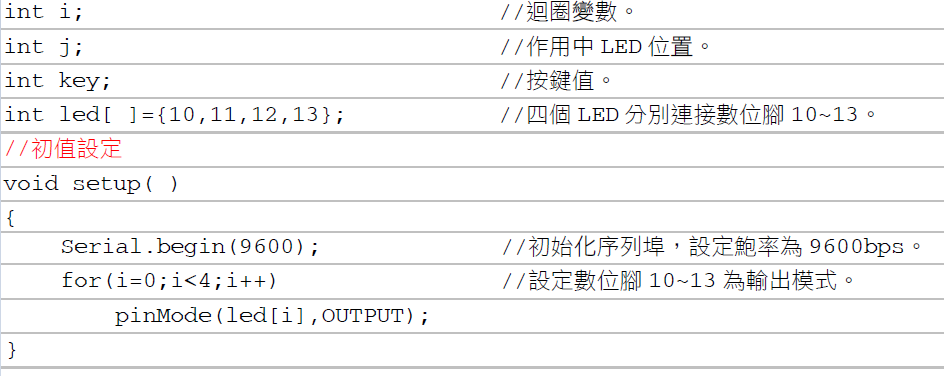 int i; //迴圈變數。
int j; //作用中 LED 位置。
int key; //按鍵值。
int led[ ]={10,11,12,13}; //四個 LED 分別連接數位腳 10~13。
//初值設定
void setup( )
{
Serial.begin(9600); //初始化序列埠，設定鮑率為 9600bps。
for(i=0;i<4;i++) //設定數位腳 10~13 為輸出模式。
pinMode(led[i],OUTPUT);
}